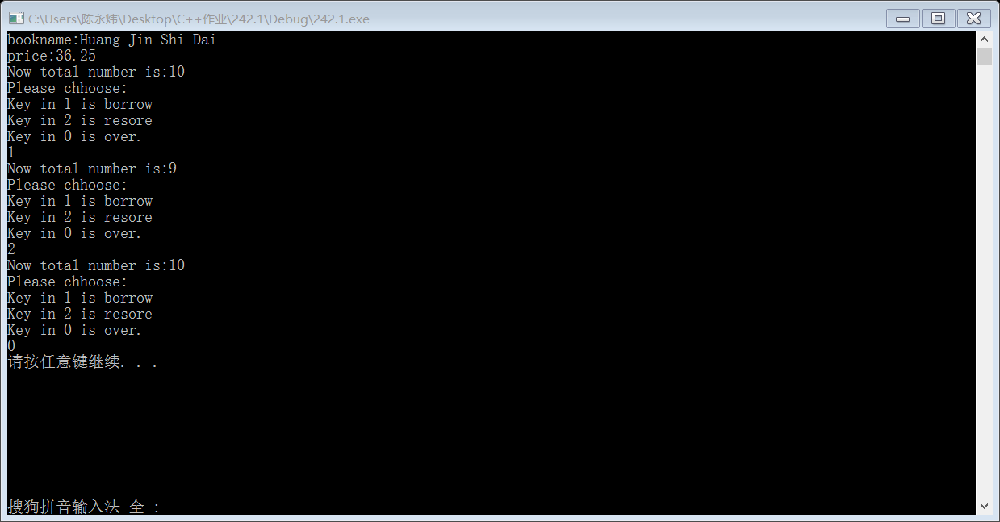 C:\Users\陈永炜\Desktop\C++作业\242.1\Debug\242.1.exe
bookname:Huang Jin Shi Dai
price:36.25
Now total number is:10
Please chhoose:
Key in 1 is borrow
Key in 2 is resore
Key in 0 is over.
1
Now total number is:9
Please chhoose:
Key in 1 is borrow
Key in 2 is resore
Key in 0 is over.
2
Now total number is:10
Please chhoose:
Key in 1 is borrow
Key in 2 is resore
Key in 0 is over.
0
请按任意键继续. . .
搜狗拼音输入法 全 :